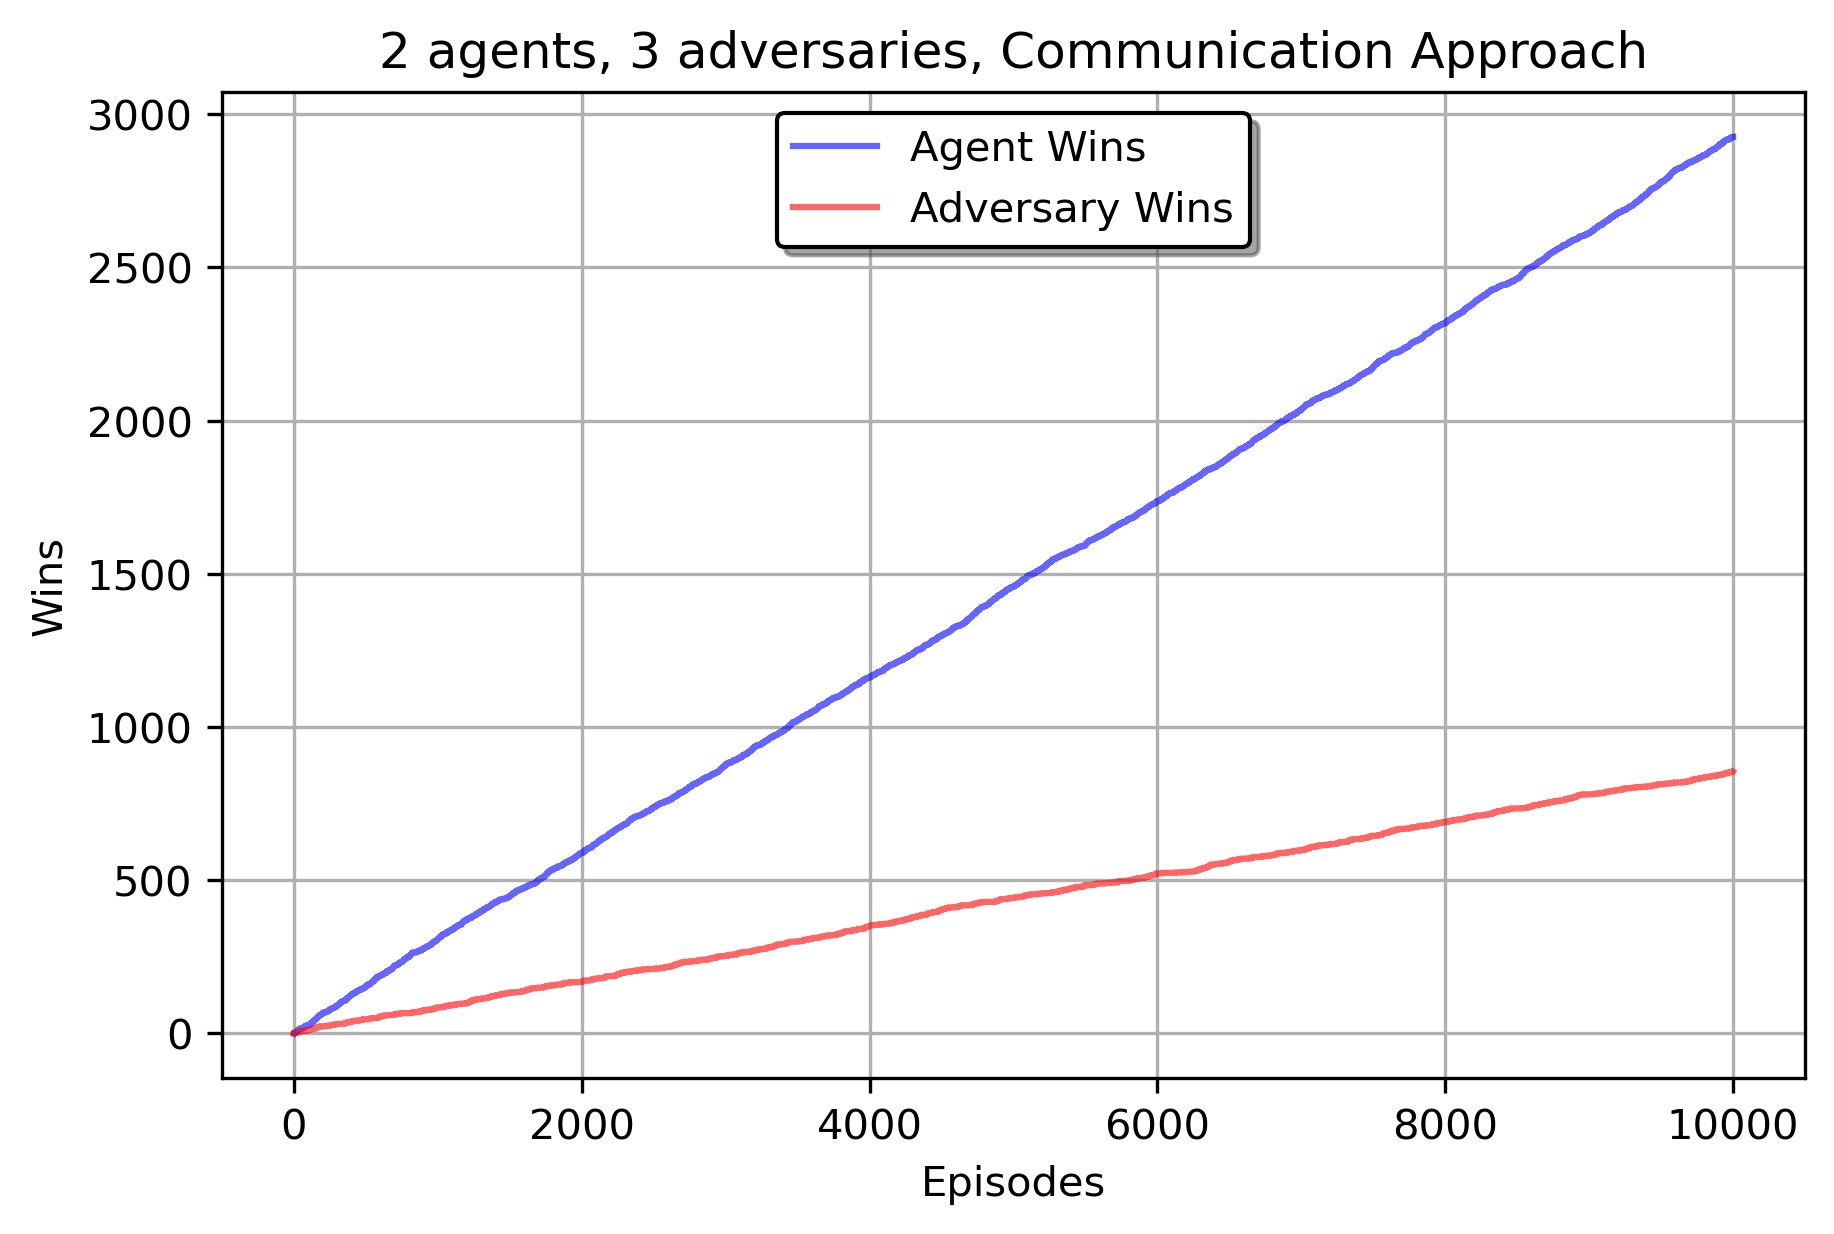 2 agents, 3 adversaries, Communication Approach
3000
2500
2000
1500
1000
500
0
Wins
Agent Wins
Adversary Wins
0 2000 4000 6000 8000 10000
Episodes